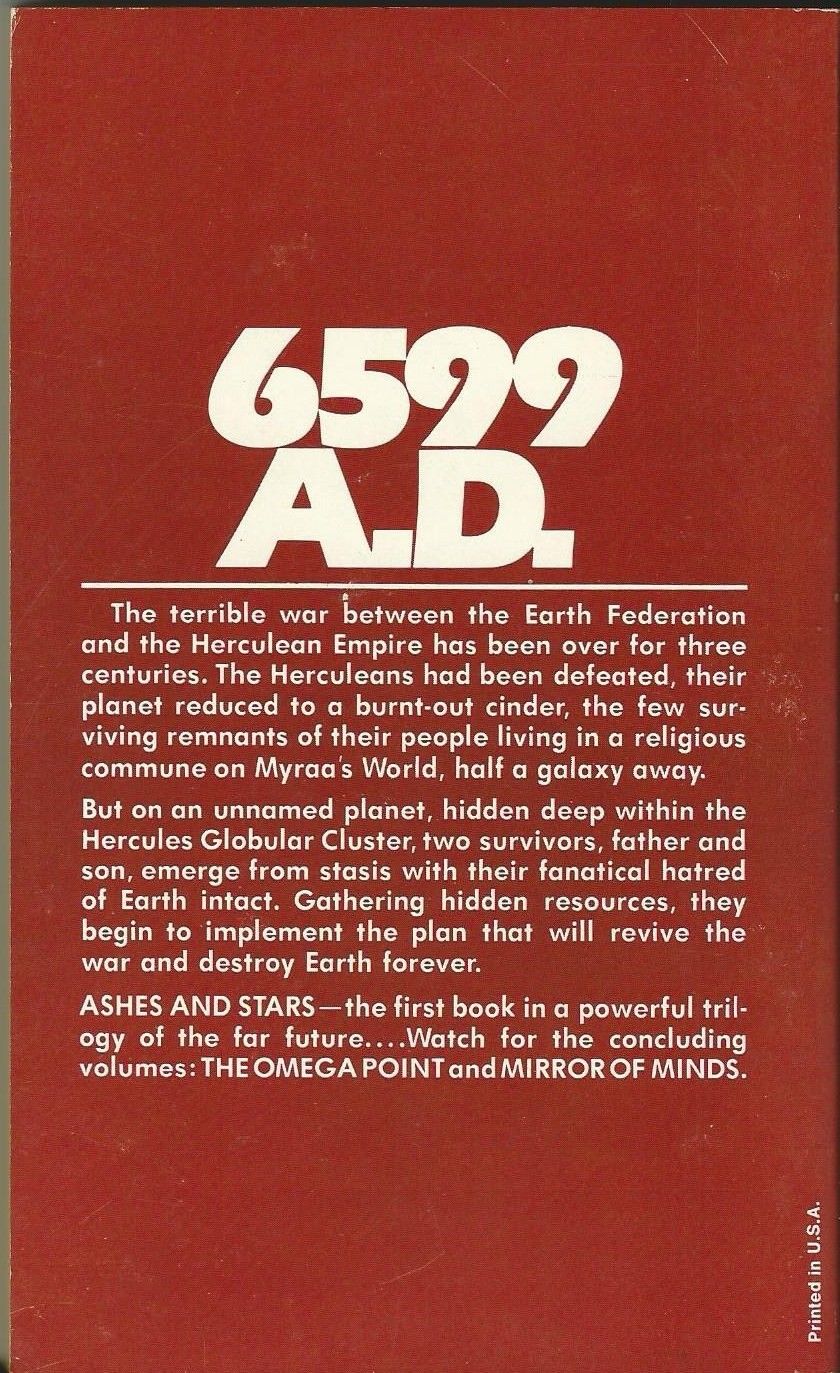 6599
A.D.
The terrible war between the Earth Federation
and the Herculean Empire has been over for three
centuries. The Herculeans had been defeated, their
planet reduced to a burnt-out cinder, the few sur-
viving remnants of their people living in a religious
commune on Myraa's World, half a galaxy away.
But on an unnamed planet, hidden deep within the
Hercules Globular Cluster, two survivors, father and
son, emerge from stasis with their fanatical hatred
of Earth intact. Gathering hidden resources, they
begin to implement the plan that will revive the
war and destroy Earth forever.
ASHES AND STARS—the first book in a powerful tril-
ogy of the far future....Watch for the concluding
volumes: THE OMEGA POINT and MIRROR OF MINDS.
Printed in U.S.A.